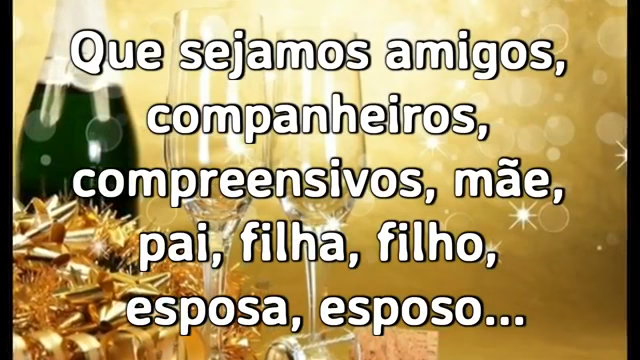 Que sejamos amigos,
companheiros,
compreensivos, mãe,
pai, filha, filho,
esposa, esposo...